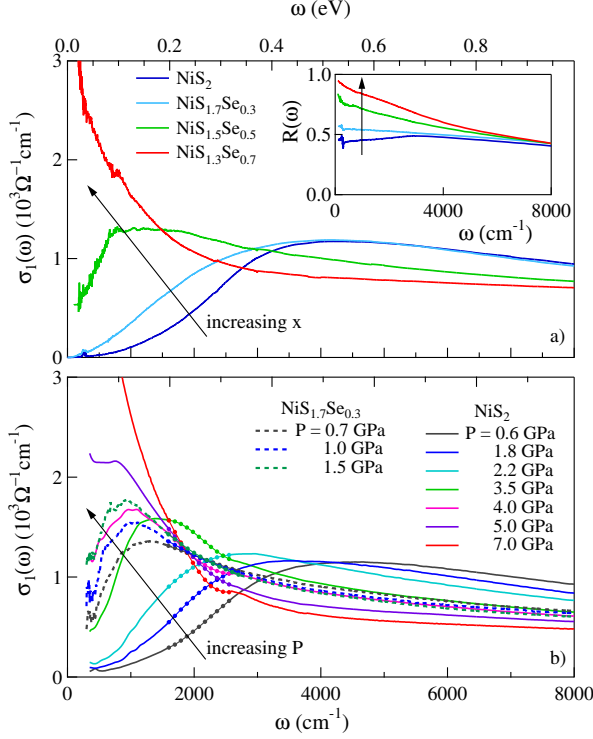 ω (eV)
0.0 0.2 0.4 0.6 0.8
3
2
1
0
σ₁(ω) (10³Ω⁻¹cm⁻¹)
NiS₂
NiS₁.₇Se₀.₃
NiS₁.₅Se₀.₅
NiS₁.₃Se₀.₇
increasing x
a)
1.0
0.5
0.0
R(ω)
0 4000 8000
ω (cm⁻¹)
3
2
1
0
σ₁(ω) (10³Ω⁻¹cm⁻¹)
NiS₁.₇Se₀.₃
P = 0.7 GPa
1.0 GPa
1.5 GPa
NiS₂
P = 0.6 GPa
1.8 GPa
2.2 GPa
3.5 GPa
4.0 GPa
5.0 GPa
7.0 GPa
increasing P
b)
0 2000 4000 6000 8000
ω (cm⁻¹)